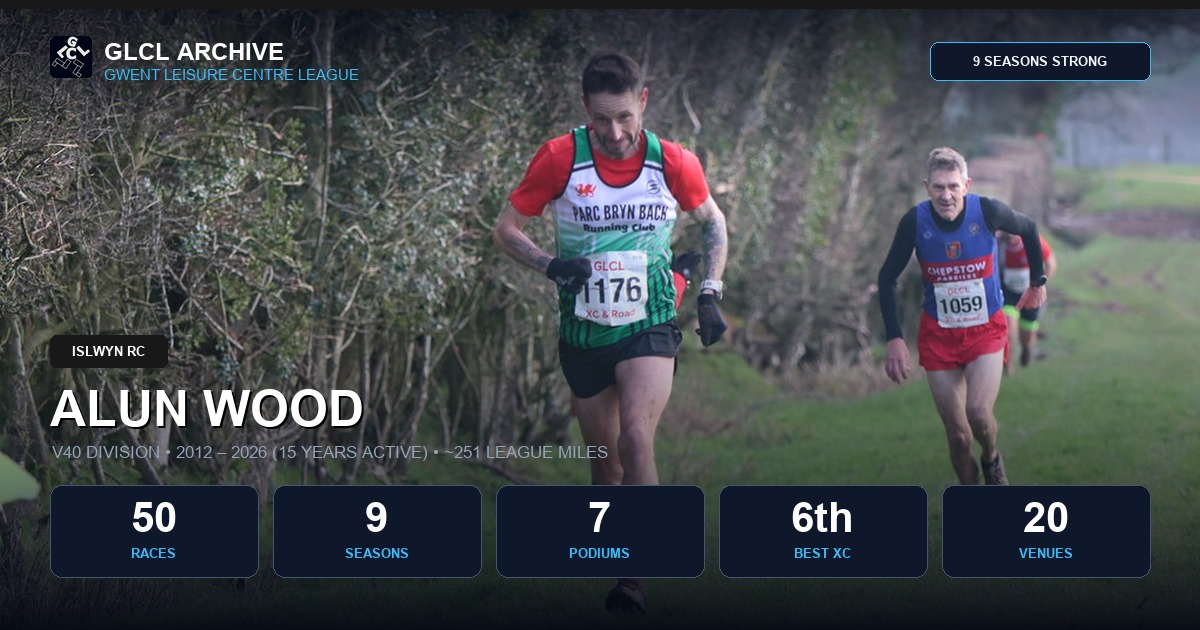 GLCL ARCHIVE
GWENT LEISURE CENTRE LEAGUE
9 SEASONS STRONG
PARC BRYN BACH
Running Club
GLCL
1176
XC & Road
CHEPSTOW
HARRIERS
GLCL
1059
ISLWYN RC
ALUN WOOD
V40 DIVISION • 2012 – 2026 (15 YEARS ACTIVE) • ~251 LEAGUE MILES
50
RACES
9
SEASONS
7
PODIUMS
6th
BEST XC
20
VENUES